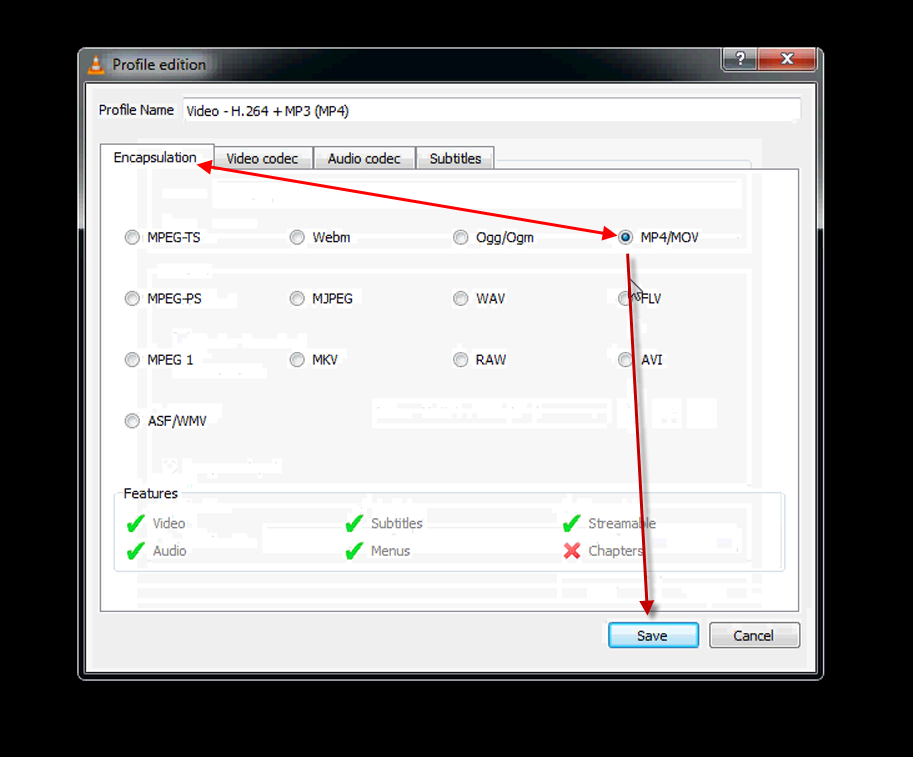 Profile edition
?
Profile Name Video - H.264 + MP3 (MP4)
Encapsulation Video codec Audio codec Subtitles
MPEG-TS Webm Ogg/Ogm MP4/MOV
MPEG-PS MJPEG WAV FLV
MPEG 1 MKV RAW AVI
ASF/WMV
Features
Video Subtitles Streamable
Audio Menus Chapters
Save Cancel